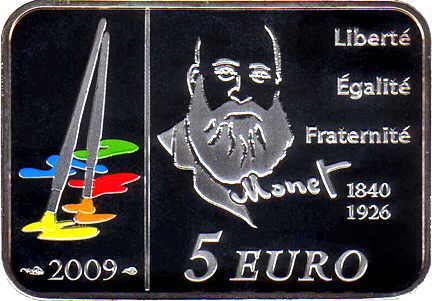 Liberté
Égalité
Fraternité
Monet
1840
1926
2009
5 EURO